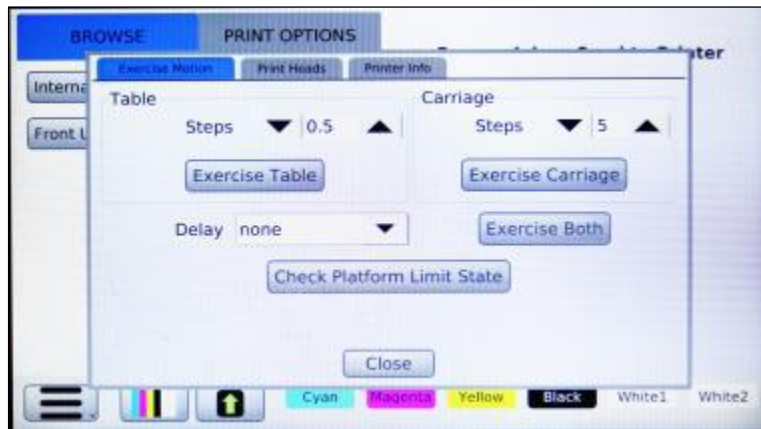 BROWSE PRINT OPTIONS
ter
Exercise Motion Print Heads Printer Info
Interna
Table Carriage
Front U
Steps 0.5 Steps 5
Exercise Table Exercise Carriage
Delay none Exercise Both
Check Platform Limit State
Close
Cyan Magenta Yellow Black White1 White2